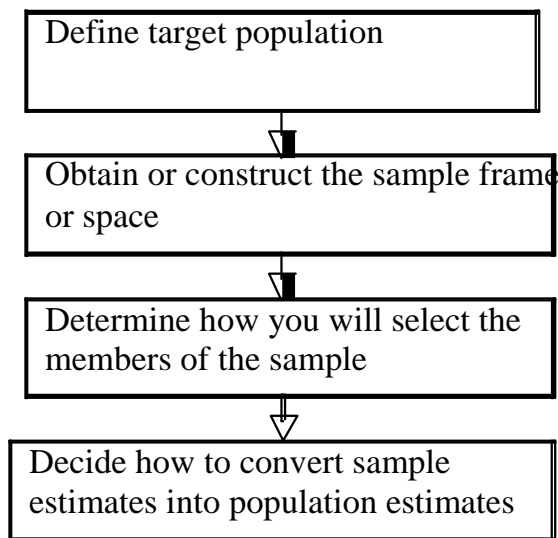 Define target population
Obtain or construct the sample frame
or space
Determine how you will select the
members of the sample
Decide how to convert sample
estimates into population estimates